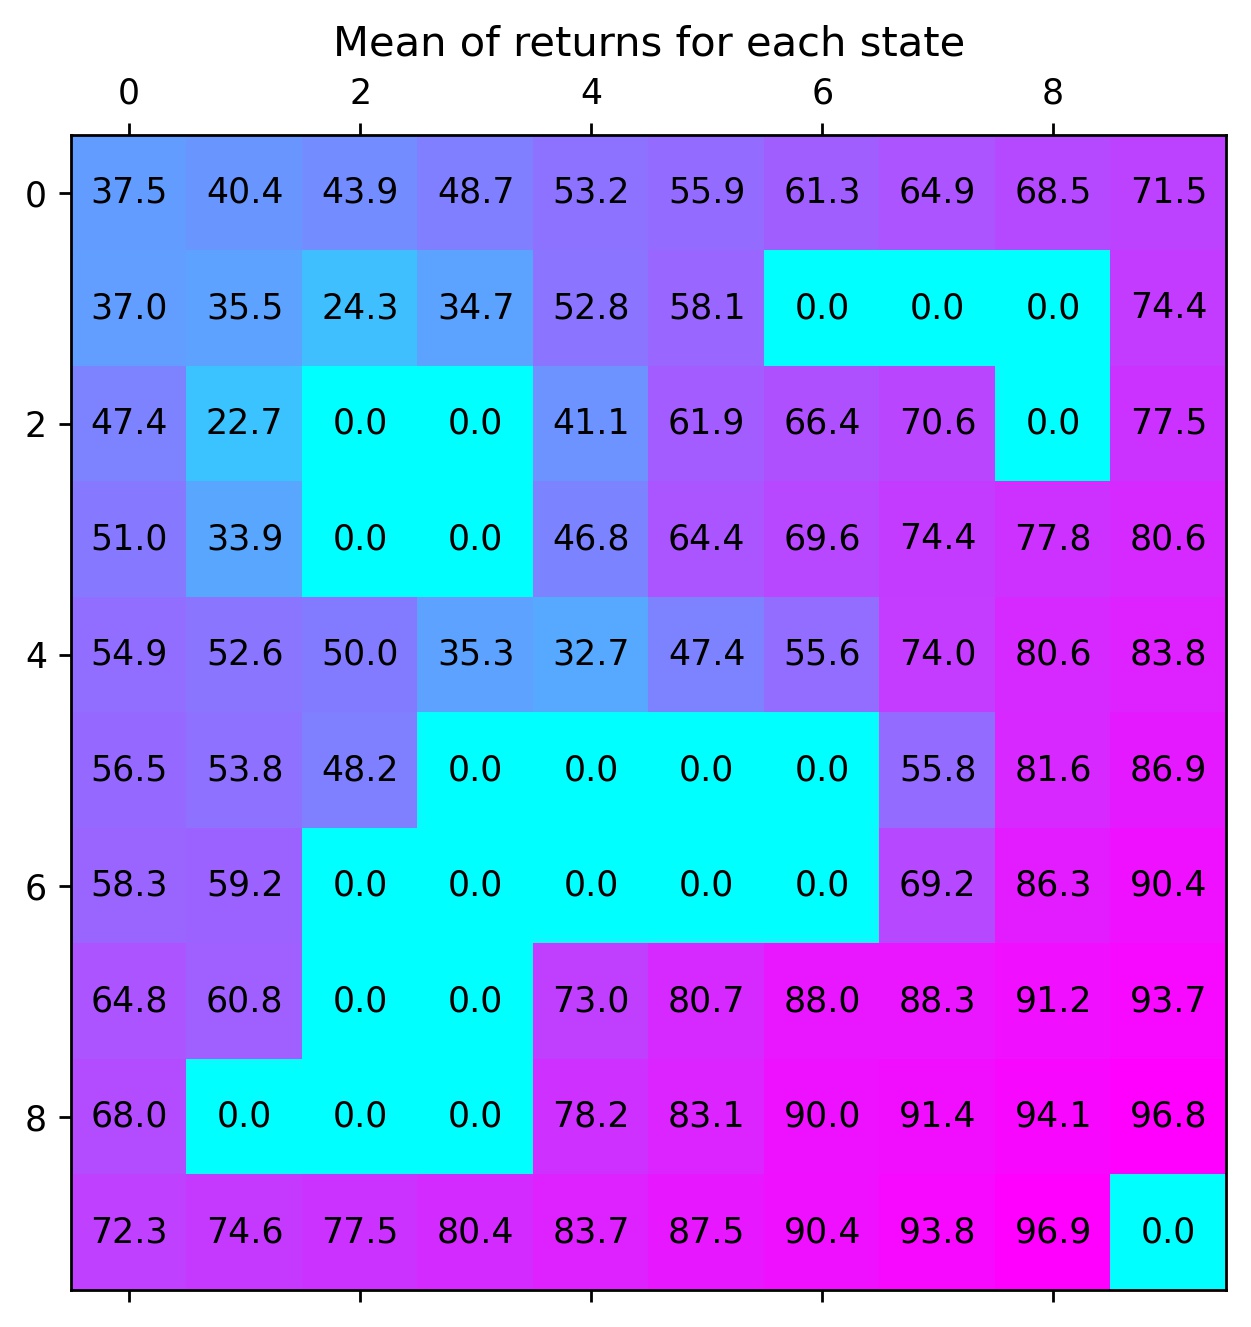 Mean of returns for each state
0 2 4 6 8
0 37.5 40.4 43.9 48.7 53.2 55.9 61.3 64.9 68.5 71.5
37.0 35.5 24.3 34.7 52.8 58.1 0.0 0.0 0.0 74.4
2 47.4 22.7 0.0 0.0 41.1 61.9 66.4 70.6 0.0 77.5
51.0 33.9 0.0 0.0 46.8 64.4 69.6 74.4 77.8 80.6
4 54.9 52.6 50.0 35.3 32.7 47.4 55.6 74.0 80.6 83.8
56.5 53.8 48.2 0.0 0.0 0.0 0.0 55.8 81.6 86.9
6 58.3 59.2 0.0 0.0 0.0 0.0 0.0 69.2 86.3 90.4
64.8 60.8 0.0 0.0 73.0 80.7 88.0 88.3 91.2 93.7
8 68.0 0.0 0.0 0.0 78.2 83.1 90.0 91.4 94.1 96.8
72.3 74.6 77.5 80.4 83.7 87.5 90.4 93.8 96.9 0.0